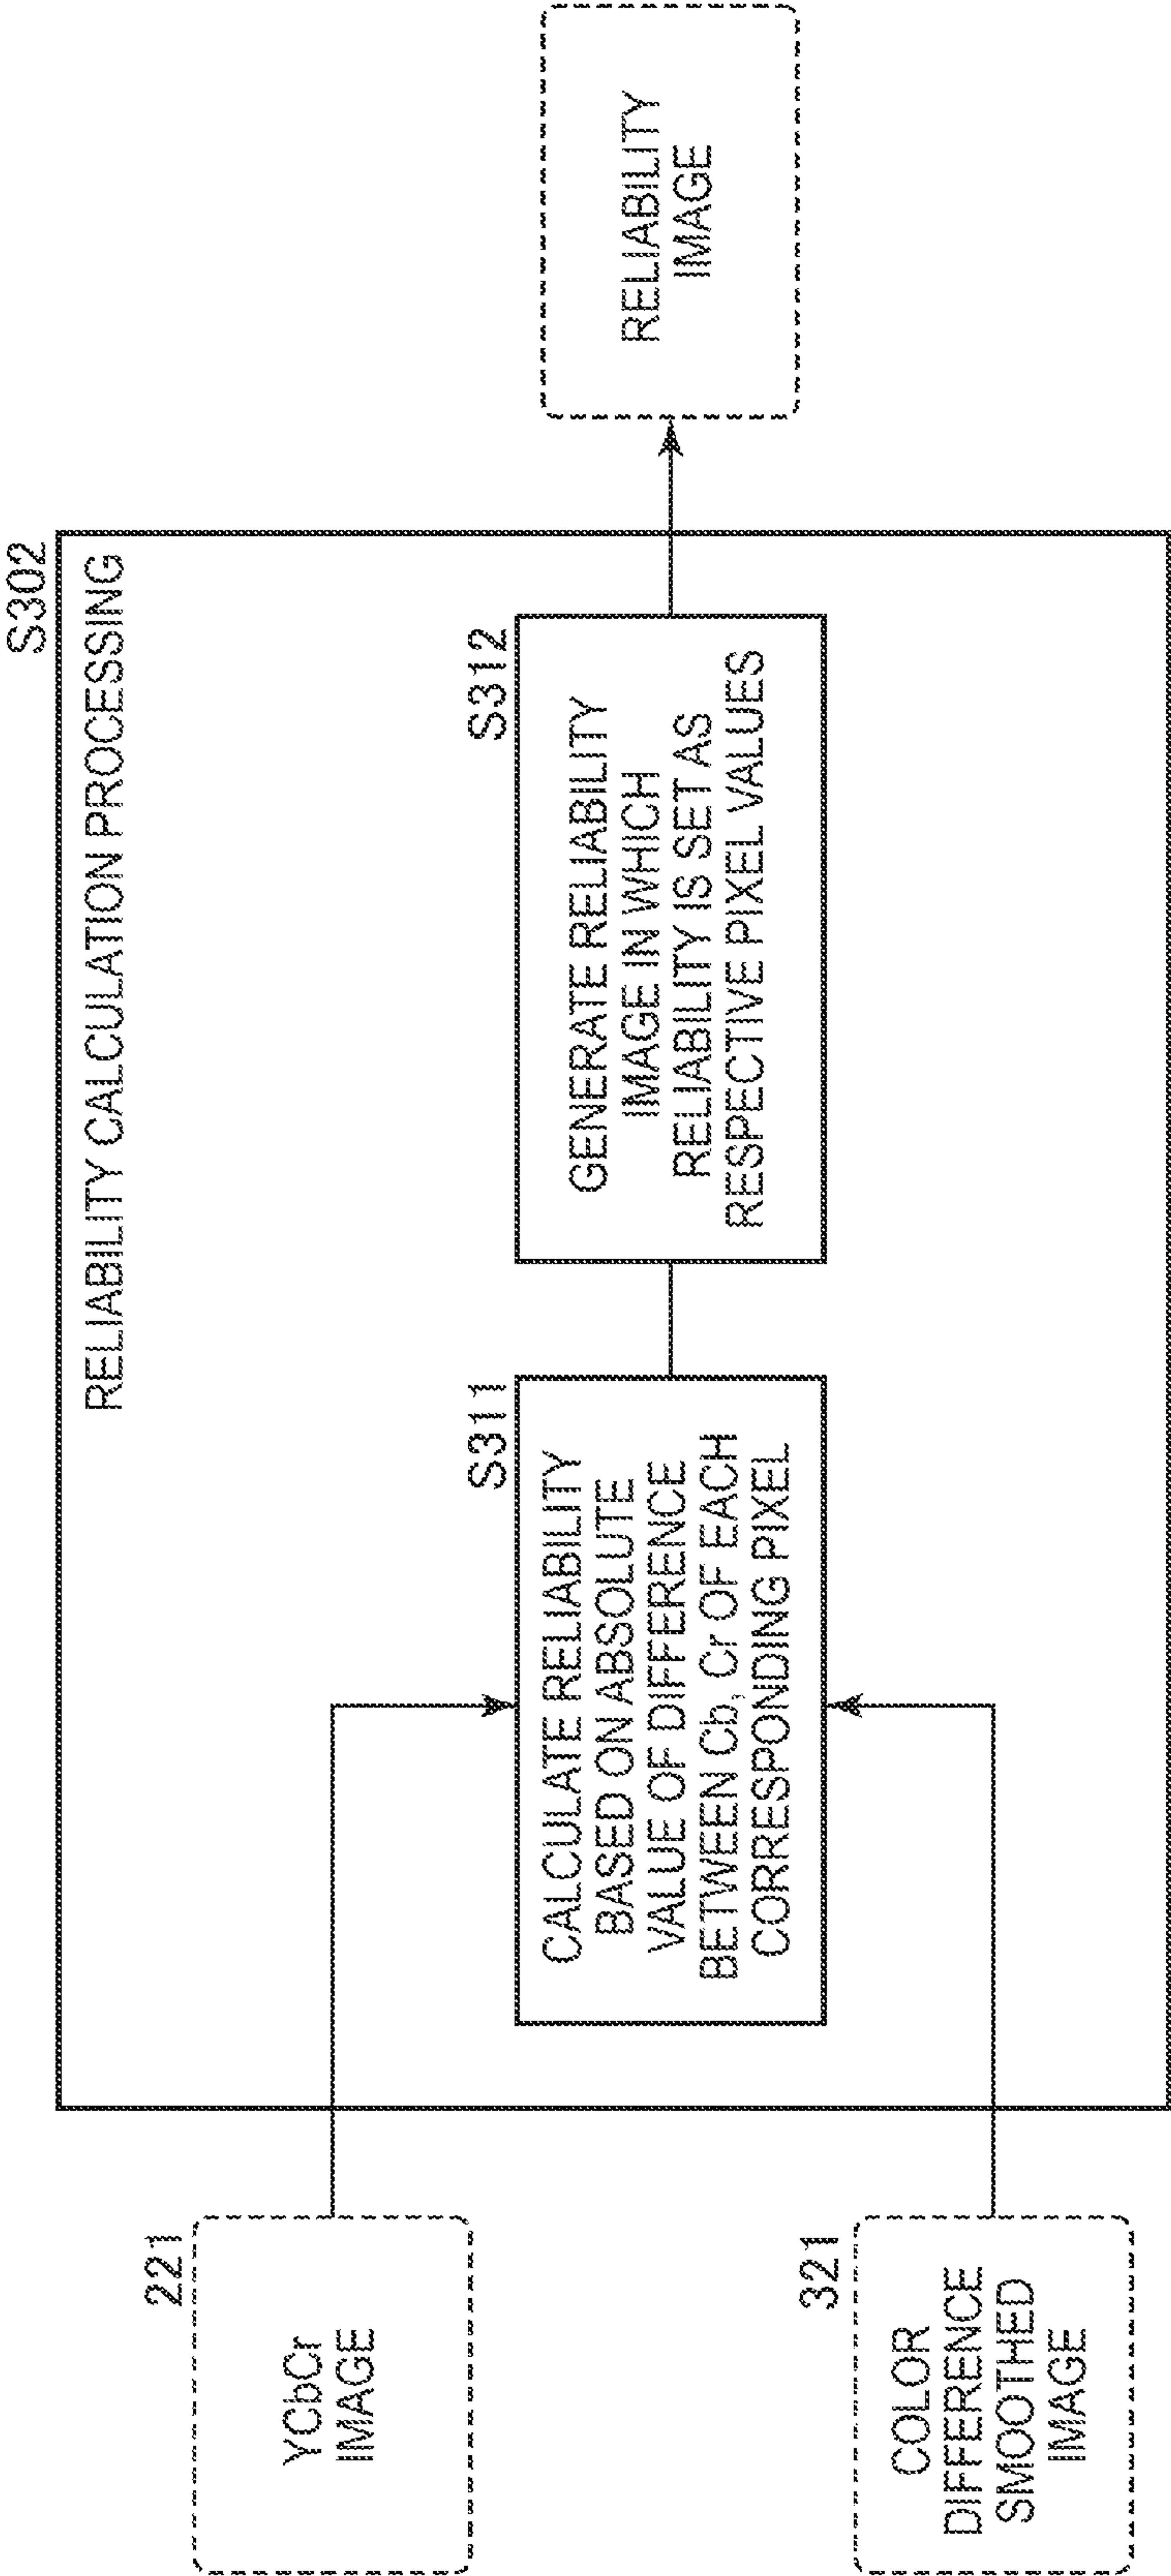 S302
RELIABILITY CALCULATION PROCESSING
221
YCbCr
IMAGE
321
COLOR
DIFFERENCE
SMOOTHED
IMAGE
S311
CALCULATE RELIABILITY
BASED ON ABSOLUTE
VALUE OF DIFFERENCE
BETWEEN Cb, Cr OF EACH
CORRESPONDING PIXEL
S312
GENERATE RELIABILITY
IMAGE IN WHICH
RELIABILITY IS SET AS
RESPECTIVE PIXEL VALUES
RELIABILITY
IMAGE